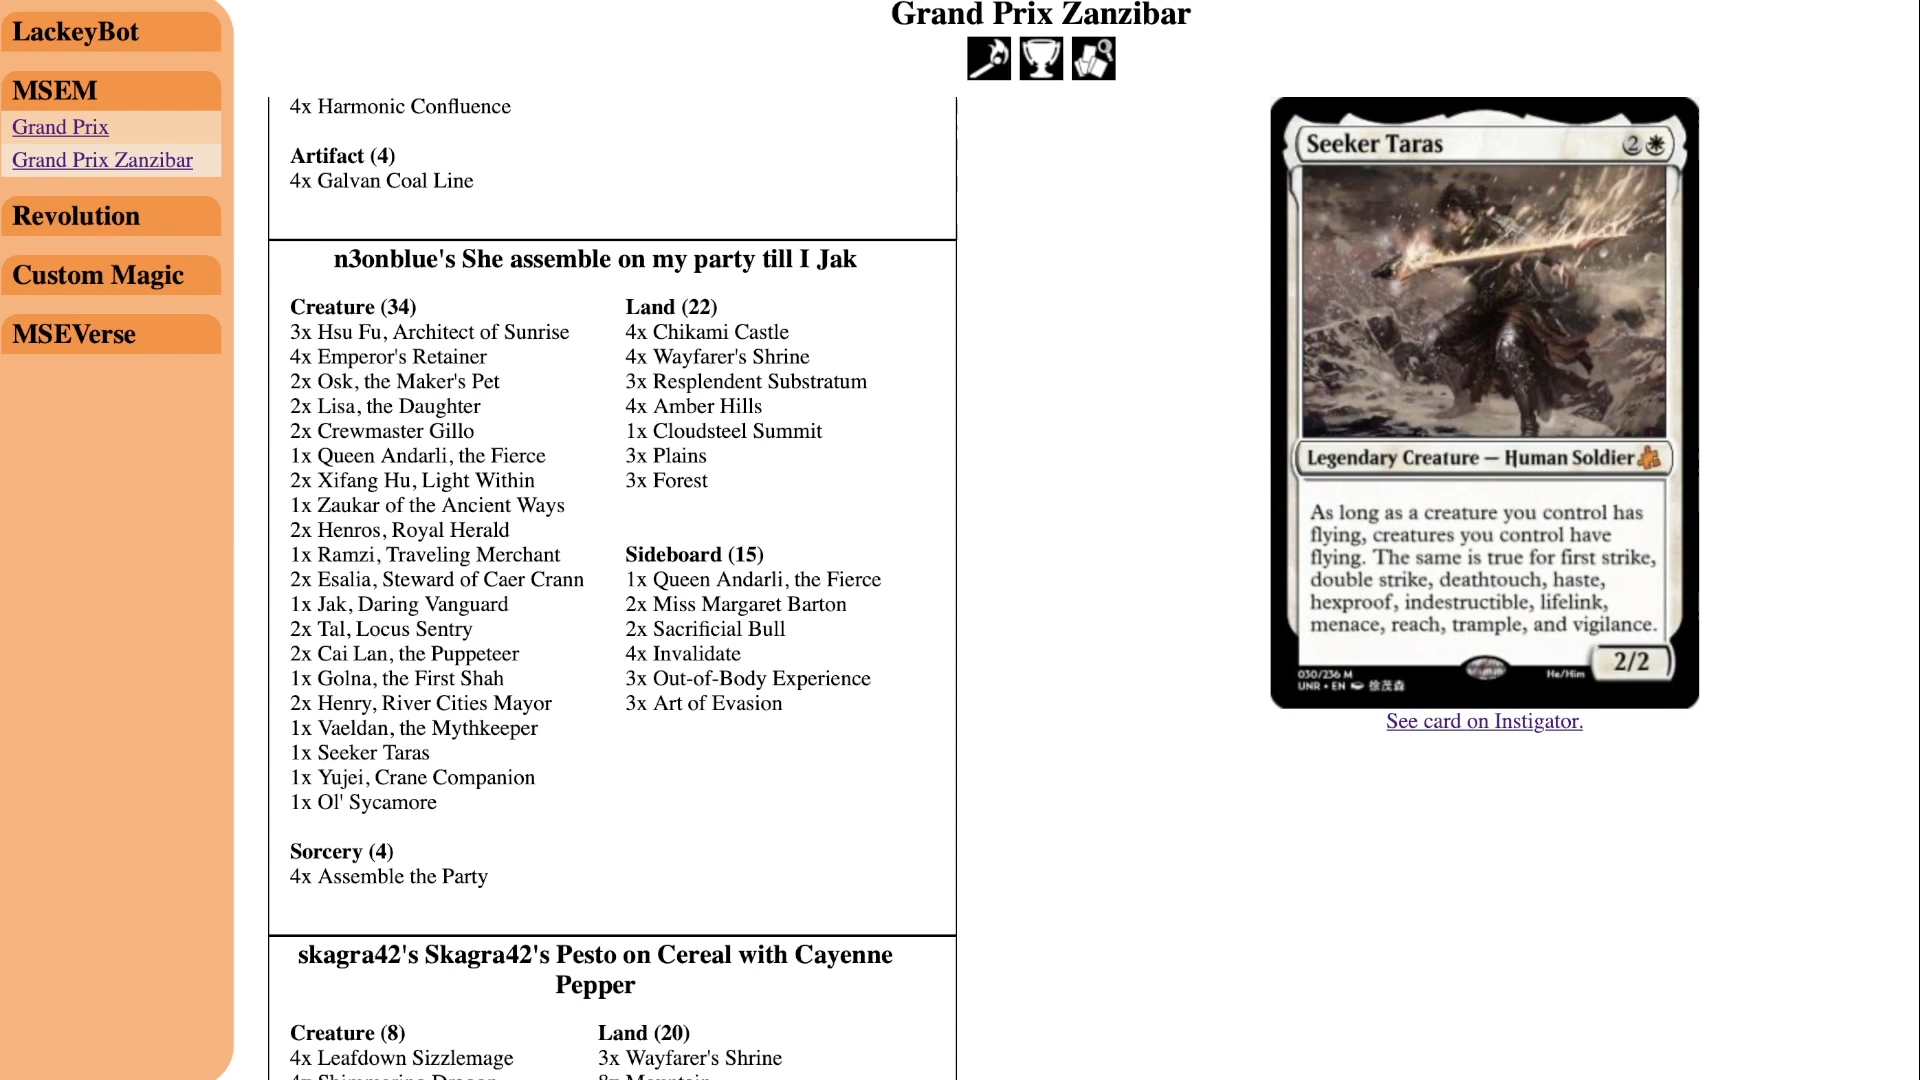 LackeyBot
MSEM
Grand Prix
Grand Prix Zanzibar
Revolution
Custom Magic
MSEVerse
Grand Prix Zanzibar
4x Harmonic Confluence
Artifact (4)
4x Galvan Coal Line
n3onblue's She assemble on my party till I Jak
Creature (34)
3x Hsu Fu, Architect of Sunrise
4x Emperor's Retainer
2x Osk, the Maker's Pet
2x Lisa, the Daughter
2x Crewmaster Gillo
1x Queen Andarli, the Fierce
2x Xifang Hu, Light Within
1x Zaukar of the Ancient Ways
2x Henros, Royal Herald
1x Ramzi, Traveling Merchant
2x Esalia, Steward of Caer Crann
1x Jak, Daring Vanguard
2x Tal, Locus Sentry
2x Cai Lan, the Puppeteer
1x Golna, the First Shah
2x Henry, River Cities Mayor
1x Vaeldan, the Mythkeeper
1x Seeker Taras
1x Yujei, Crane Companion
1x Ol' Sycamore
Sorcery (4)
4x Assemble the Party
Land (22)
4x Chikami Castle
4x Wayfarer's Shrine
3x Resplendent Substratum
4x Amber Hills
1x Cloudsteel Summit
3x Plains
3x Forest
Sideboard (15)
1x Queen Andarli, the Fierce
2x Miss Margaret Barton
2x Sacrificial Bull
4x Invalidate
3x Out-of-Body Experience
3x Art of Evasion
skagra42's Skagra42's Pesto on Cereal with Cayenne
Pepper
Creature (8)
4x Leafdown Sizzlemage
4x Shimmering Dragon
Land (20)
3x Wayfarer's Shrine
8x Mountain
Seeker Taras
2
Legendary Creature — Human Soldier
As long as a creature you control has
flying, creatures you control have
flying. The same is true for first strike,
double strike, deathtouch, haste,
hexproof, indestructible, lifelink,
menace, reach, trample, and vigilance.
2/2
030/236 M
UNR • EN 徐茂森
He/Him
See card on Instigator.